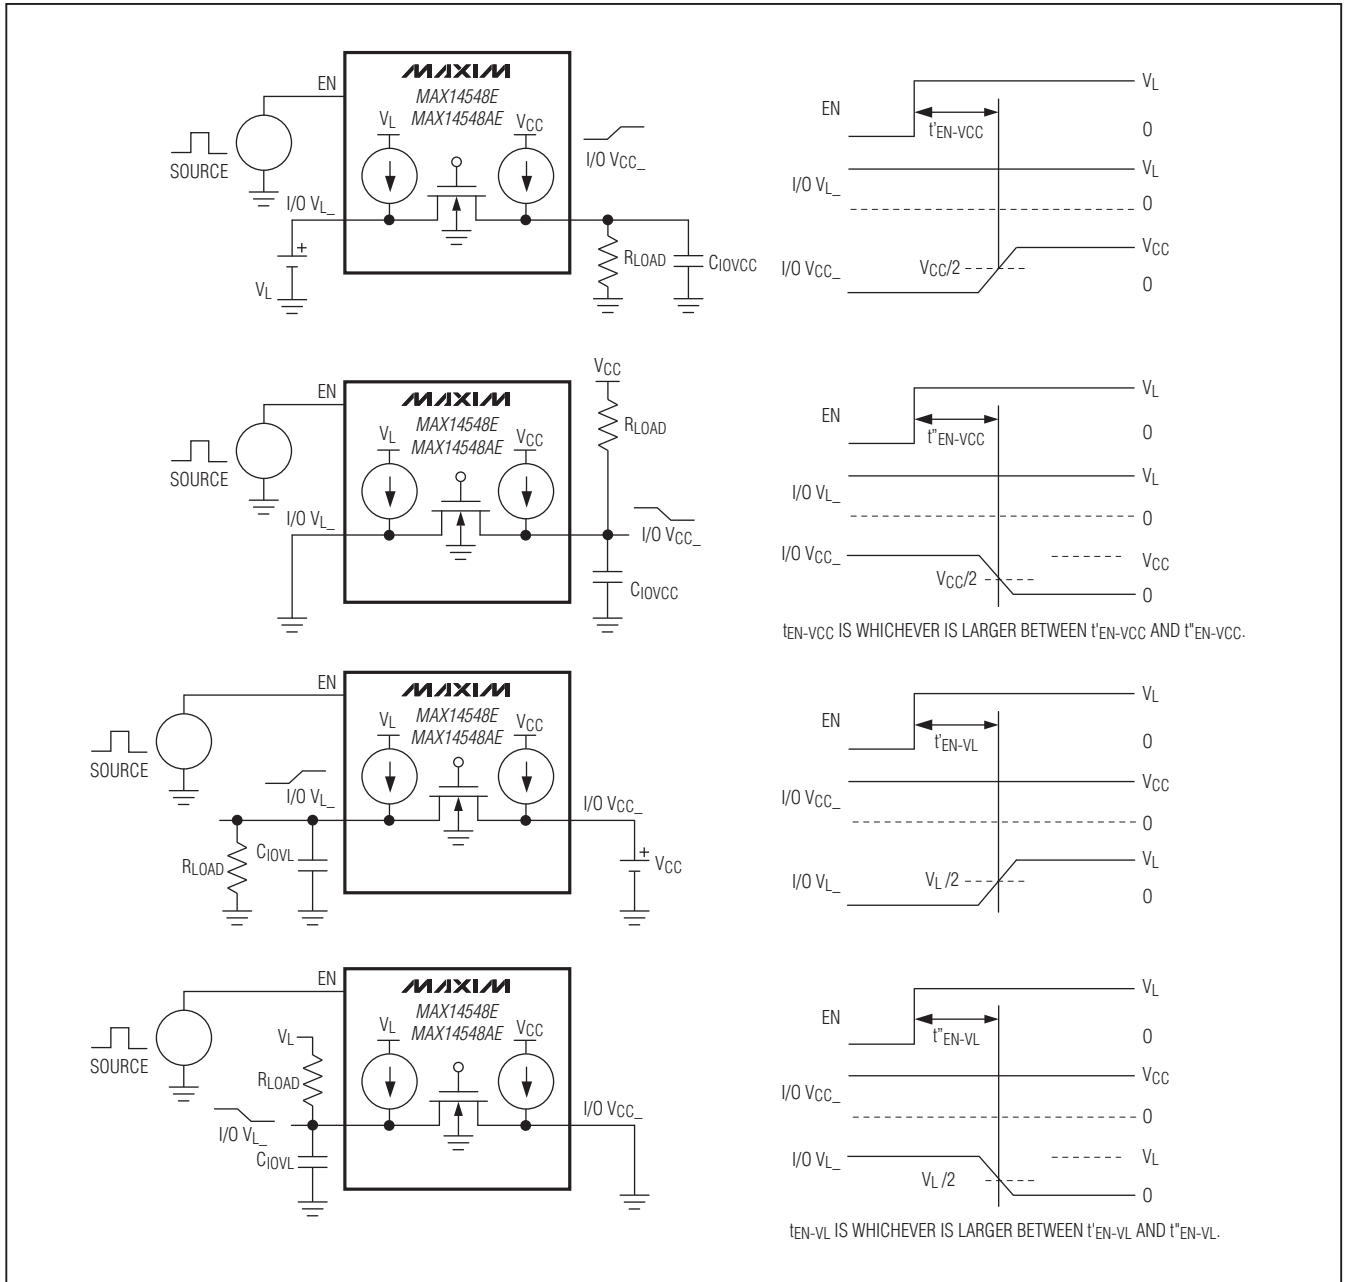 EN
MAXIM
MAX14548E
MAX14548AE
VL
VCC
SOURCE
I/O VL_
I/O VCC_
VL
RLOAD
CIOVCC
EN
VL
t'EN-VCC
0
I/O VL_
VL
0
I/O VCC_
VCC/2
VCC
0
EN
MAXIM
MAX14548E
MAX14548AE
VL
VCC
VCC
RLOAD
SOURCE
I/O VL_
I/O VCC_
CIOVCC
EN
VL
t"EN-VCC
0
I/O VL_
VL
0
I/O VCC_
VCC/2
VCC
0
tEN-VCC IS WHICHEVER IS LARGER BETWEEN t'EN-VCC AND t"EN-VCC.
EN
MAXIM
MAX14548E
MAX14548AE
VL
VCC
SOURCE
I/O VL_
I/O VCC_
RLOAD
CIOVL
VCC
EN
VL
t'EN-VL
0
I/O VCC_
VCC
0
I/O VL_
VL /2
VL
0
EN
MAXIM
MAX14548E
MAX14548AE
VL
VCC
SOURCE
VL
RLOAD
I/O VL_
CIOVL
I/O VCC_
EN
VL
t"EN-VL
0
I/O VCC_
VCC
0
I/O VL_
VL /2
VL
0
tEN-VL IS WHICHEVER IS LARGER BETWEEN t'EN-VL AND t"EN-VL.